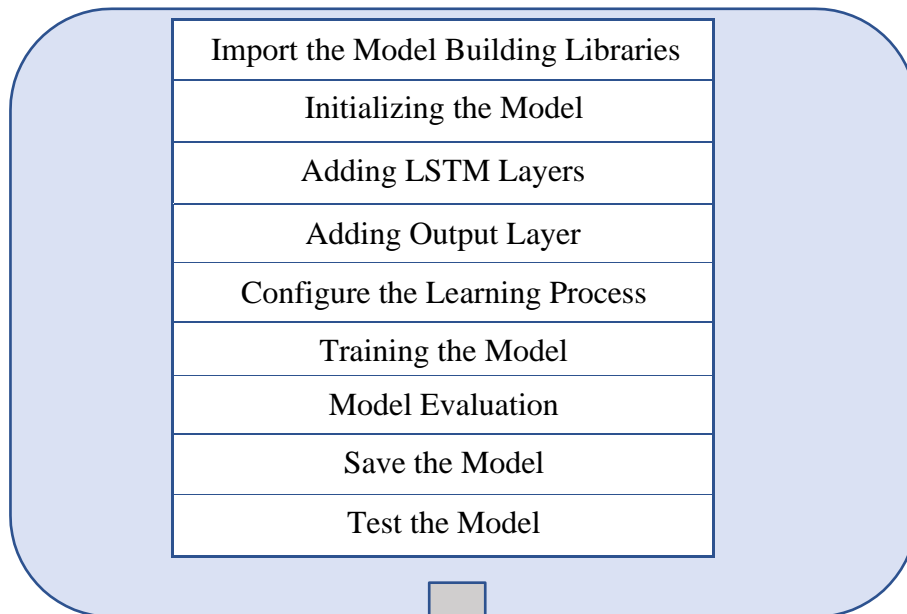 Import the Model Building Libraries
Initializing the Model
Adding LSTM Layers
Adding Output Layer
Configure the Learning Process
Training the Model
Model Evaluation
Save the Model
Test the Model